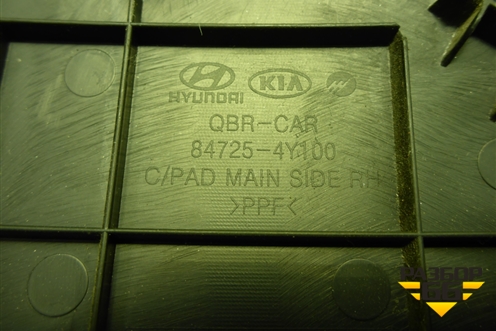 HYUNDAI KIA
QBR-CAR
84725-4Y100
C/PAD MAIN SIDE RH
>PPF<
РАЗБОР